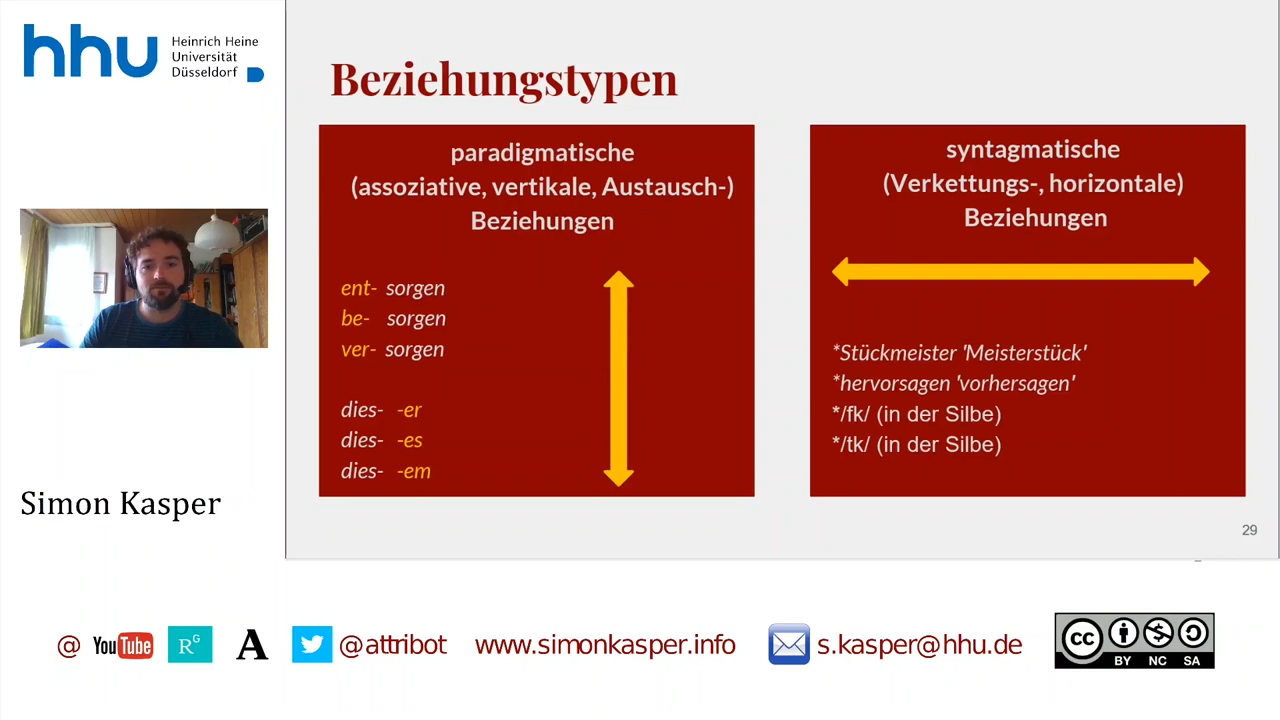 hhu Heinrich Heine
Universität
Düsseldorf
Beziehungstypen
paradigmatische
(assoziative, vertikale, Austausch-)
Beziehungen
ent- sorgen
be- sorgen
ver- sorgen
dies- -er
dies- -es
dies- -em
syntagmatische
(Verkettungs-, horizontale)
Beziehungen
*Stückmeister 'Meisterstück'
*hervorsagen 'vorhersagen'
*/fk/ (in der Silbe)
*/tk/ (in der Silbe)
29
Simon Kasper
@ YouTube RG A @attribot www.simonkasper.info s.kasper@hhu.de
cc BY NC SA